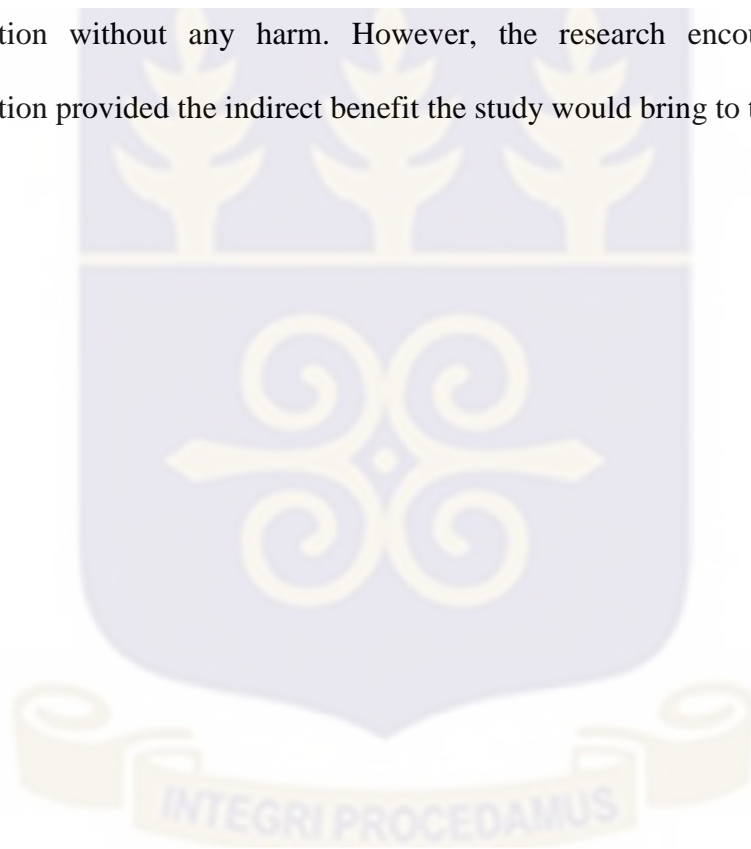 tion without any harm. However, the research encou
tion provided the indirect benefit the study would bring to t
INTEGRI PROCEDAMUS